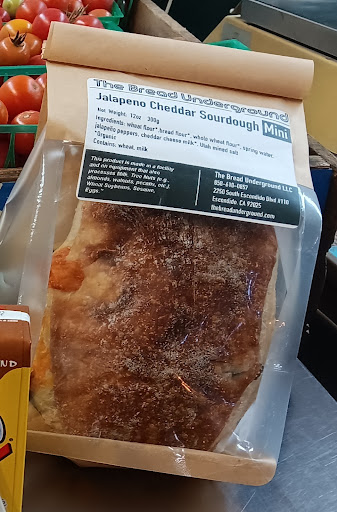 The Bread Underground
Jalapeno Cheddar Sourdough Mini
Net Weight: 12oz 300g
Ingredients: wheat flour* bread flour*, whole wheat flour*, spring water,
jalapeño peppers, cheddar cheese milk*, Utah mined salt
*Organic
Contains: wheat, milk
This product is made in a facility
and on equipment that also
processes Milk, Tree Nuts (e.g.,
almonds, walnuts, pecans, etc.)
Wheat Soybeans, Sesame,
Eggs."
The Bread Underground LLC
858-610-0857
2250 South Escondido Blvd #110
Escondido, CA 92025
thebreadunderground.com
ND